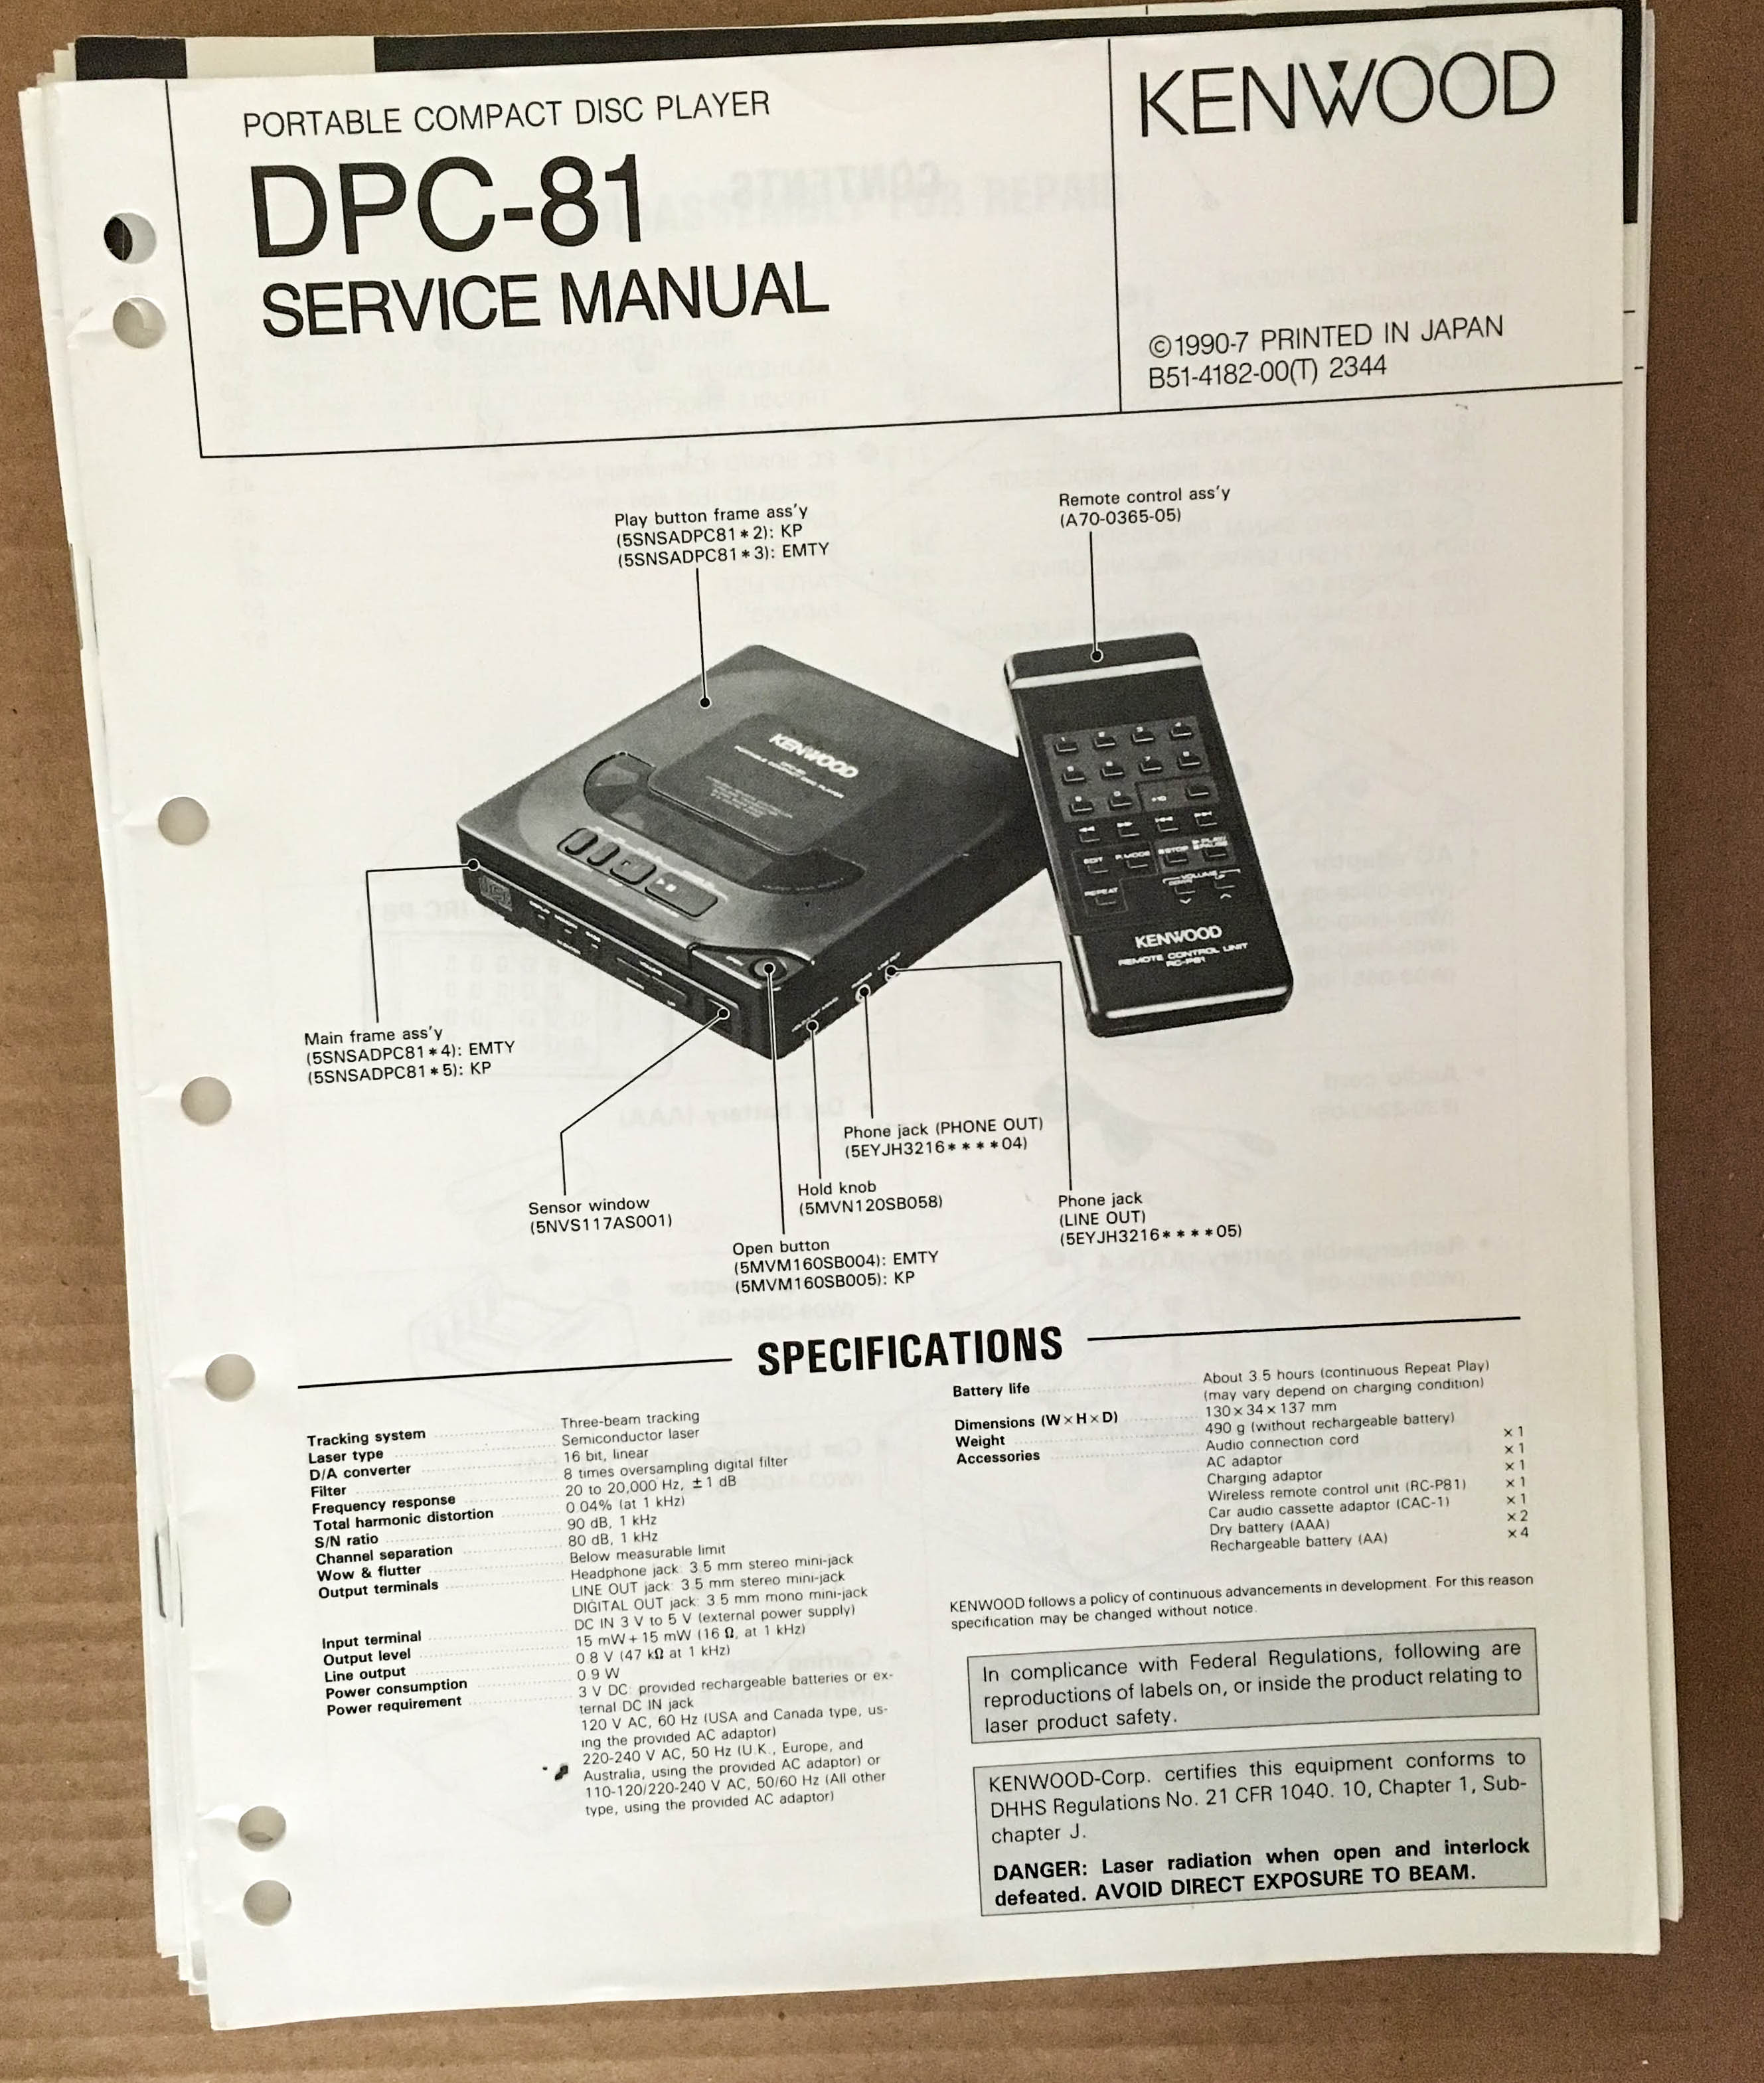 PORTABLE COMPACT DISC PLAYER
DPC-81
SERVICE MANUAL
KENWOOD
©1990-7 PRINTED IN JAPAN
B51-4182-00(T) 2344
Play button frame ass'y
(5SNSADPC81＊2): KP
(5SNSADPC81＊3): EMTY
Remote control ass'y
(A70-0365-05)
KENWOOD
PORTABLE COMPACT DISC PLAYER
EDIT P.MODE ■STOP ▶PLAY
REPEAT
VOLUME
DOWN UP
KENWOOD
REMOTE CONTROL UNIT
RC-P81
Main frame ass'y
(5SNSADPC81＊4): EMTY
(5SNSADPC81＊5): KP
Phone jack (PHONE OUT)
(5EYJH3216＊＊＊＊04)
Hold knob
(5MVN120SB058)
Sensor window
(5NVS117AS001)
Phone jack
(LINE OUT)
(5EYJH3216＊＊＊＊05)
Open button
(5MVM160SB004): EMTY
(5MVM160SB005): KP
SPECIFICATIONS
Tracking system Three-beam tracking
Laser type Semiconductor laser
D/A converter 16 bit, linear
Filter 8 times oversampling digital filter
Frequency response 20 to 20,000 Hz, ±1 dB
Total harmonic distortion 0.04% (at 1 kHz)
S/N ratio 90 dB, 1 kHz
Channel separation 80 dB, 1 kHz
Wow & flutter Below measurable limit
Output terminals Headphone jack: 3.5 mm stereo mini-jack
LINE OUT jack: 3.5 mm stereo mini-jack
DIGITAL OUT jack: 3.5 mm mono mini-jack
Input terminal DC IN 3 V to 5 V (external power supply)
Output level 15 mW+15 mW (16 Ω, at 1 kHz)
Line output 0.8 V (47 kΩ at 1 kHz)
Power consumption 0.9 W
Power requirement 3 V DC: provided rechargeable batteries or ex-
ternal DC IN jack
120 V AC, 60 Hz (USA and Canada type, us-
ing the provided AC adaptor)
220-240 V AC, 50 Hz (U.K., Europe, and
Australia, using the provided AC adaptor) or
110-120/220-240 V AC, 50/60 Hz (All other
type, using the provided AC adaptor)
Battery life About 3.5 hours (continuous Repeat Play)
(may vary depend on charging condition)
Dimensions (W×H×D) 130×34×137 mm
Weight 490 g (without rechargeable battery)
Accessories Audio connection cord ×1
AC adaptor ×1
Charging adaptor ×1
Wireless remote control unit (RC-P81) ×1
Car audio cassette adaptor (CAC-1) ×1
Dry battery (AAA) ×2
Rechargeable battery (AA) ×4
KENWOOD follows a policy of continuous advancements in development. For this reason
specification may be changed without notice.
In complicance with Federal Regulations, following are
reproductions of labels on, or inside the product relating to
laser product safety.
KENWOOD-Corp. certifies this equipment conforms to
DHHS Regulations No. 21 CFR 1040. 10, Chapter 1, Sub-
chapter J.
DANGER: Laser radiation when open and interlock
defeated. AVOID DIRECT EXPOSURE TO BEAM.